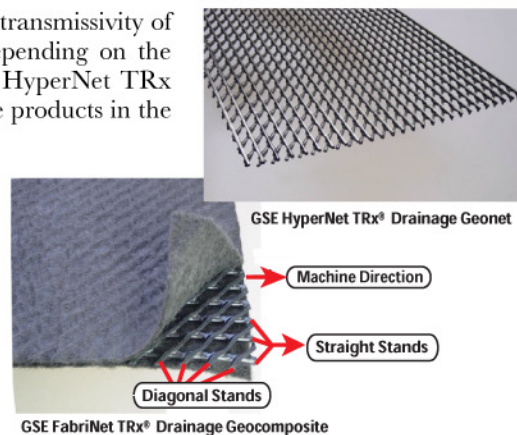 transmissivity of
epending on the
HyperNet TRx
e products in the
GSE HyperNet TRx® Drainage Geonet
Machine Direction
Straight Stands
Diagonal Stands
GSE FabriNet TRx® Drainage Geocomposite